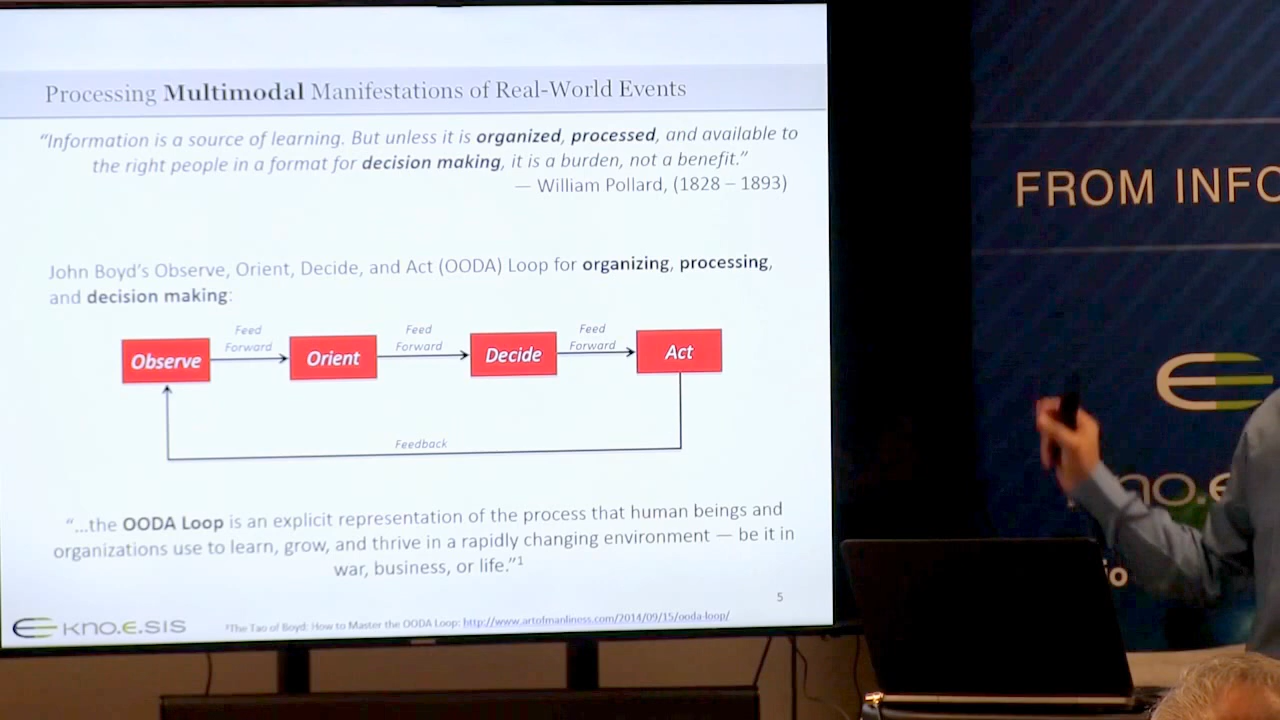 Processing Multimodal Manifestations of Real-World Events
“Information is a source of learning. But unless it is organized, processed, and available to
the right people in a format for decision making, it is a burden, not a benefit.”
— William Pollard, (1828 – 1893)
John Boyd’s Observe, Orient, Decide, and Act (OODA) Loop for organizing, processing,
and decision making:
Feed
Forward
Feed
Forward
Feed
Forward
Observe
Orient
Decide
Act
Feedback
“...the OODA Loop is an explicit representation of the process that human beings and
organizations use to learn, grow, and thrive in a rapidly changing environment — be it in
war, business, or life.”1
5
kno.e.sis
1The Tao of Boyd: How to Master the OODA Loop: http://www.artofmanliness.com/2014/09/15/ooda-loop/
FROM INFO